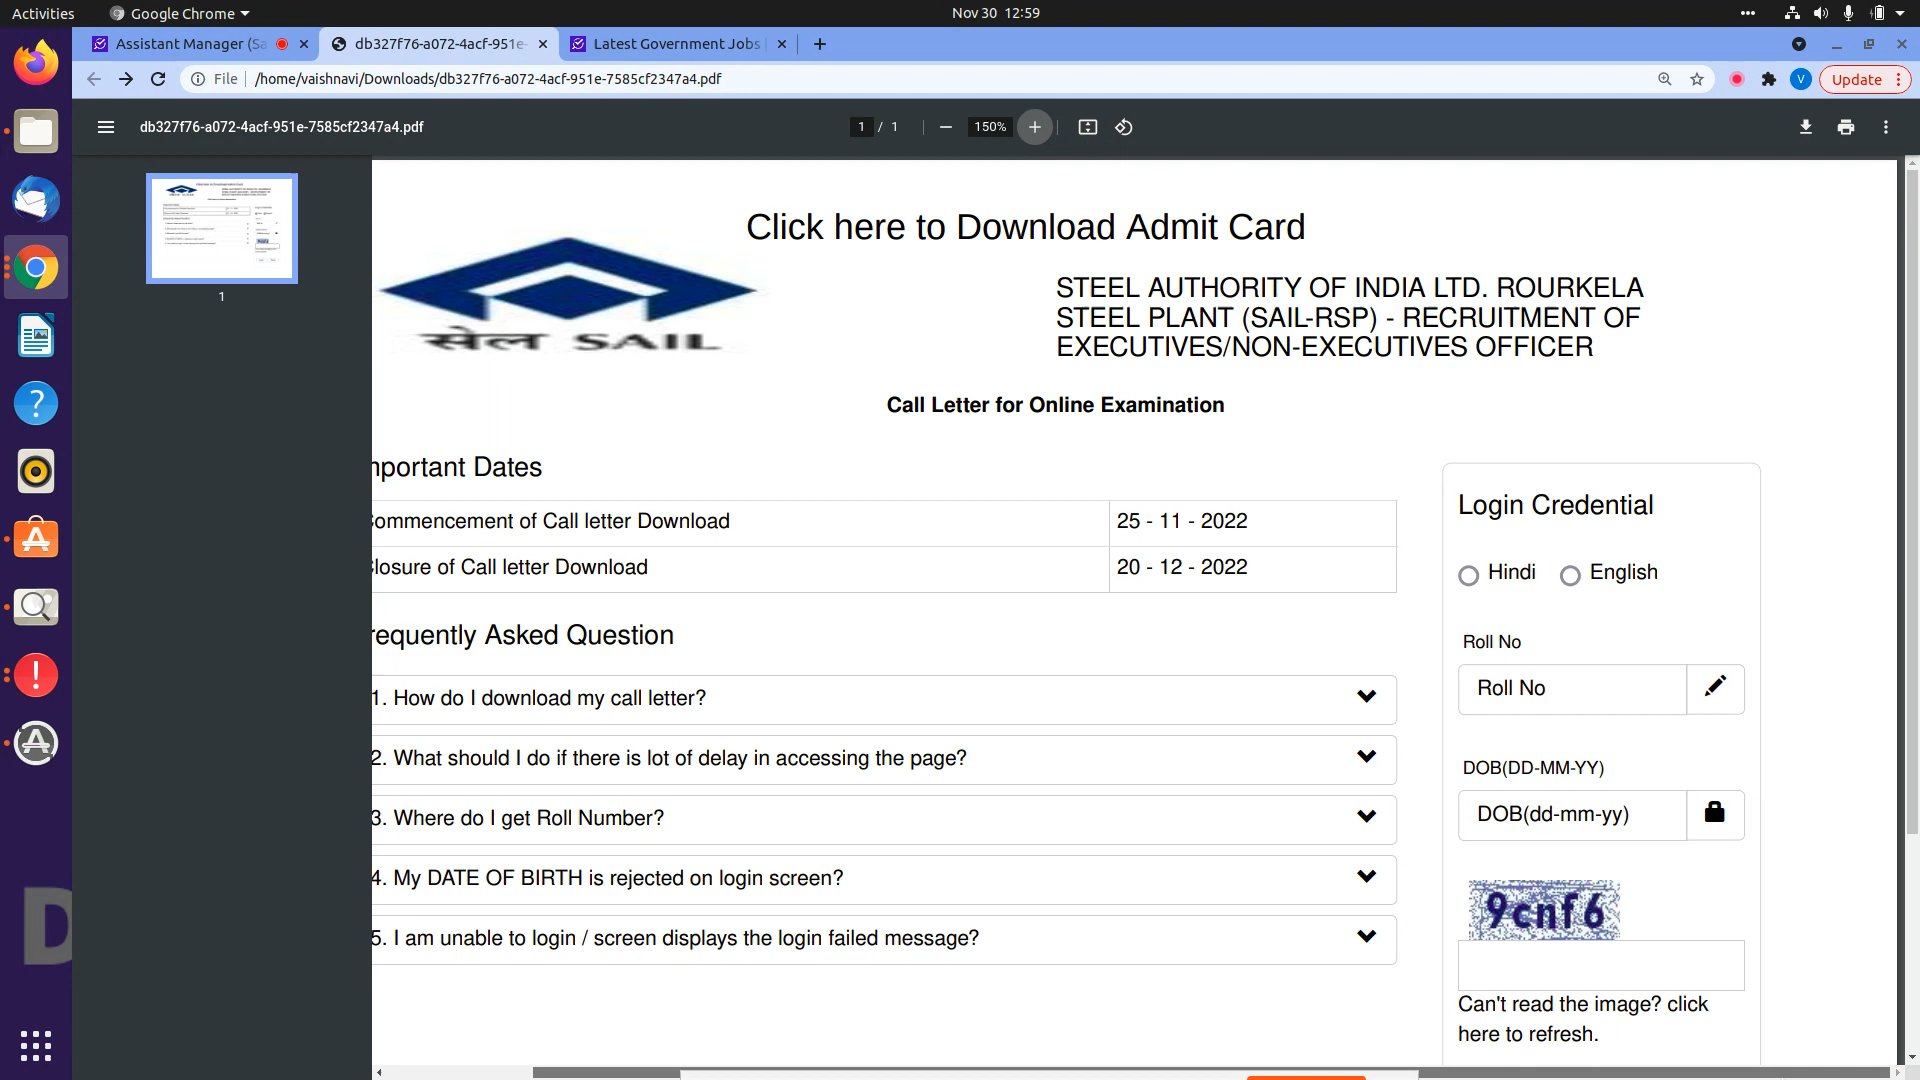 Activities
Google Chrome
Nov 30 12:59
Assistant Manager (Sa
db327f76-a072-4acf-951e-
Latest Government Jobs
File
/home/vaishnavi/Downloads/db327f76-a072-4acf-951e-7585cf2347a4.pdf
V
Update
db327f76-a072-4acf-951e-7585cf2347a4.pdf
1 / 1
150%
1
Click here to Download Admit Card
सेल SAIL
STEEL AUTHORITY OF INDIA LTD. ROURKELA
STEEL PLANT (SAIL-RSP) - RECRUITMENT OF
EXECUTIVES/NON-EXECUTIVES OFFICER
Call Letter for Online Examination
mportant Dates
Commencement of Call letter Download 25 - 11 - 2022
Closure of Call letter Download 20 - 12 - 2022
requently Asked Question
1. How do I download my call letter?
2. What should I do if there is lot of delay in accessing the page?
3. Where do I get Roll Number?
4. My DATE OF BIRTH is rejected on login screen?
5. I am unable to login / screen displays the login failed message?
Login Credential
Hindi
English
Roll No
Roll No
DOB(DD-MM-YY)
DOB(dd-mm-yy)
9cnf6
Can't read the image? click
here to refresh.
D